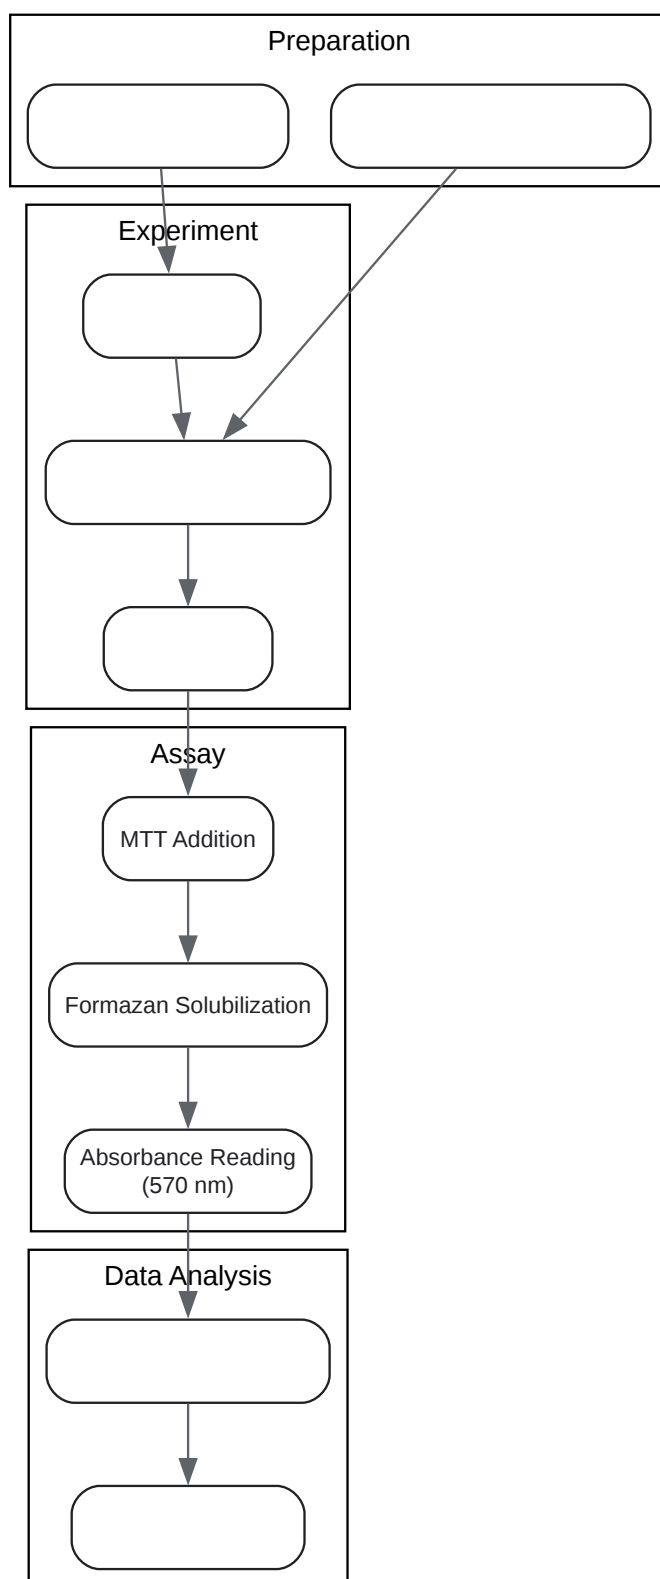 Preparation
Experiment
Assay
MTT Addition
Formazan Solubilization
Absorbance Reading
(570 nm)
Data Analysis